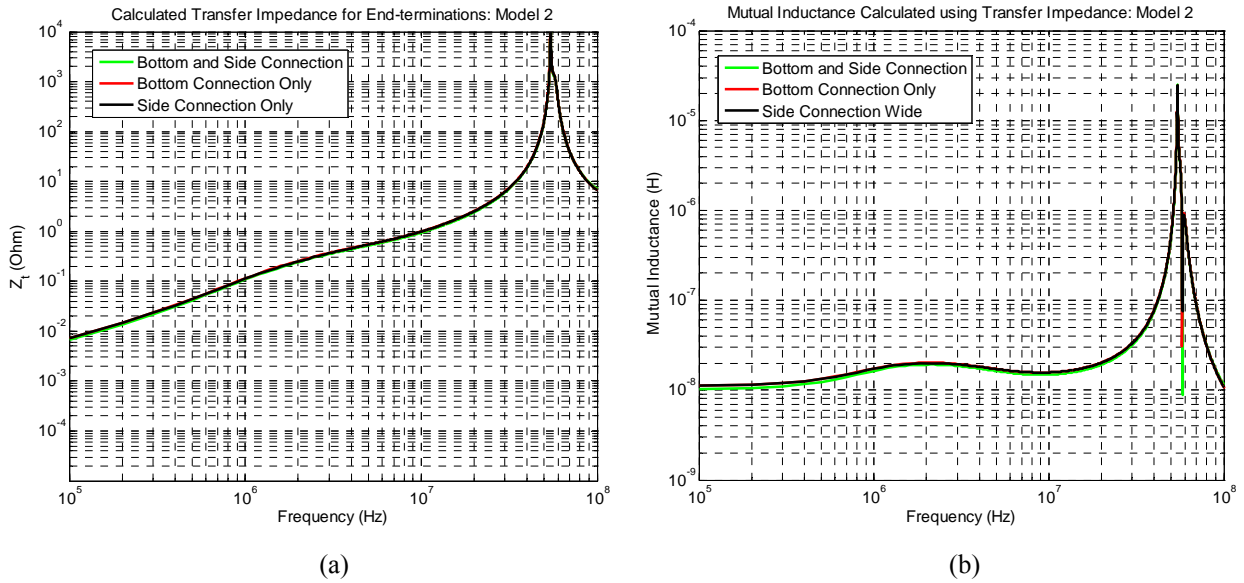 Calculated Transfer Impedance for End-terminations: Model 2
10^4
10^3
10^2
10^1
10^0
10^-1
10^-2
10^-3
10^-4
Z_t (Ohm)
Bottom and Side Connection
Bottom Connection Only
Side Connection Only
10^5
10^6
10^7
10^8
Frequency (Hz)
(a)
Mutual Inductance Calculated using Transfer Impedance: Model 2
10^-4
10^-5
10^-6
10^-7
10^-8
10^-9
Mutual Inductance (H)
Bottom and Side Connection
Bottom Connection Only
Side Connection Wide
10^5
10^6
10^7
10^8
Frequency (Hz)
(b)